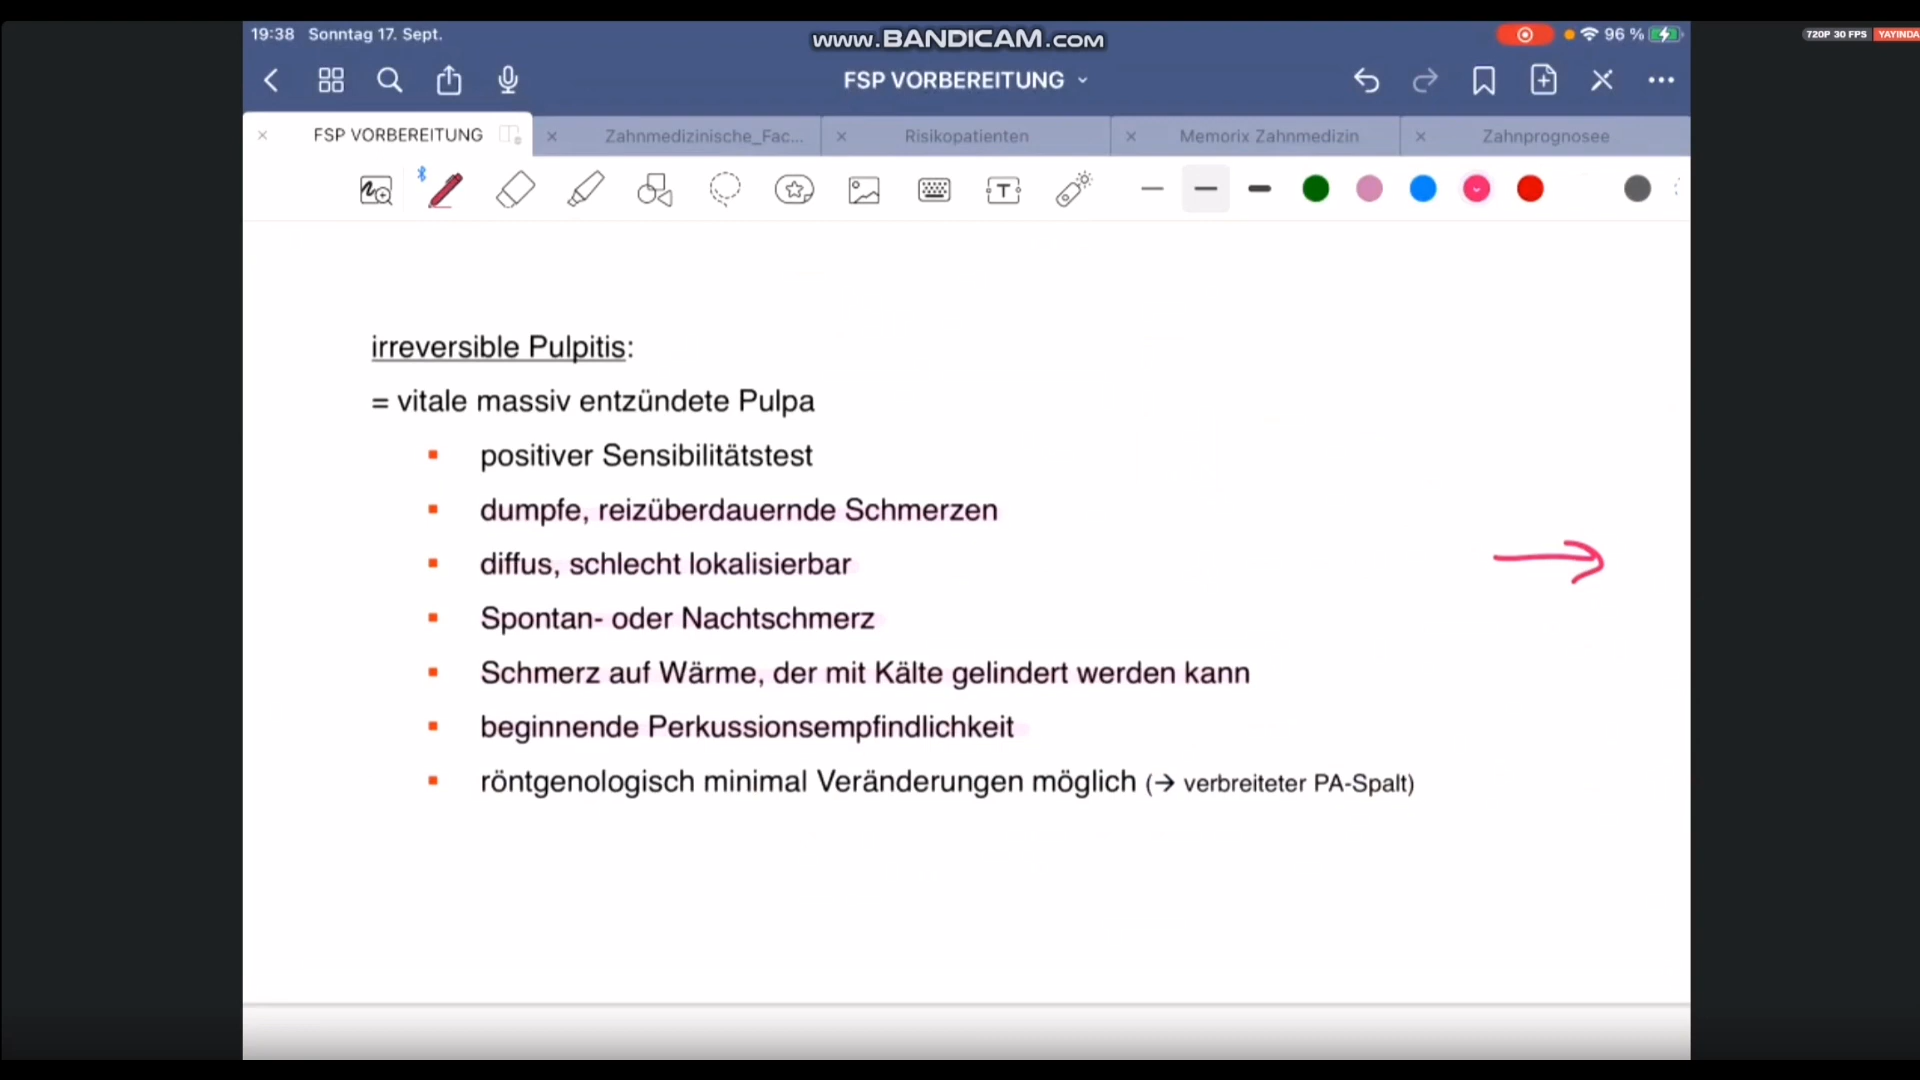 www.BANDICAM.com
19:38 Sonntag 17. Sept.
96 %
720P 30 FPS YAYINDA
FSP VORBEREITUNG
FSP VORBEREITUNG
Zahnmedizinische_Fac...
Risikopatienten
Memorix Zahnmedizin
Zahnprognosee
irreversible Pulpitis:
= vitale massiv entzündete Pulpa
▪ positiver Sensibilitätstest
▪ dumpfe, reizüberdauernde Schmerzen
▪ diffus, schlecht lokalisierbar
▪ Spontan- oder Nachtschmerz
▪ Schmerz auf Wärme, der mit Kälte gelindert werden kann
▪ beginnende Perkussionsempfindlichkeit
▪ röntgenologisch minimal Veränderungen möglich (→ verbreiteter PA-Spalt)